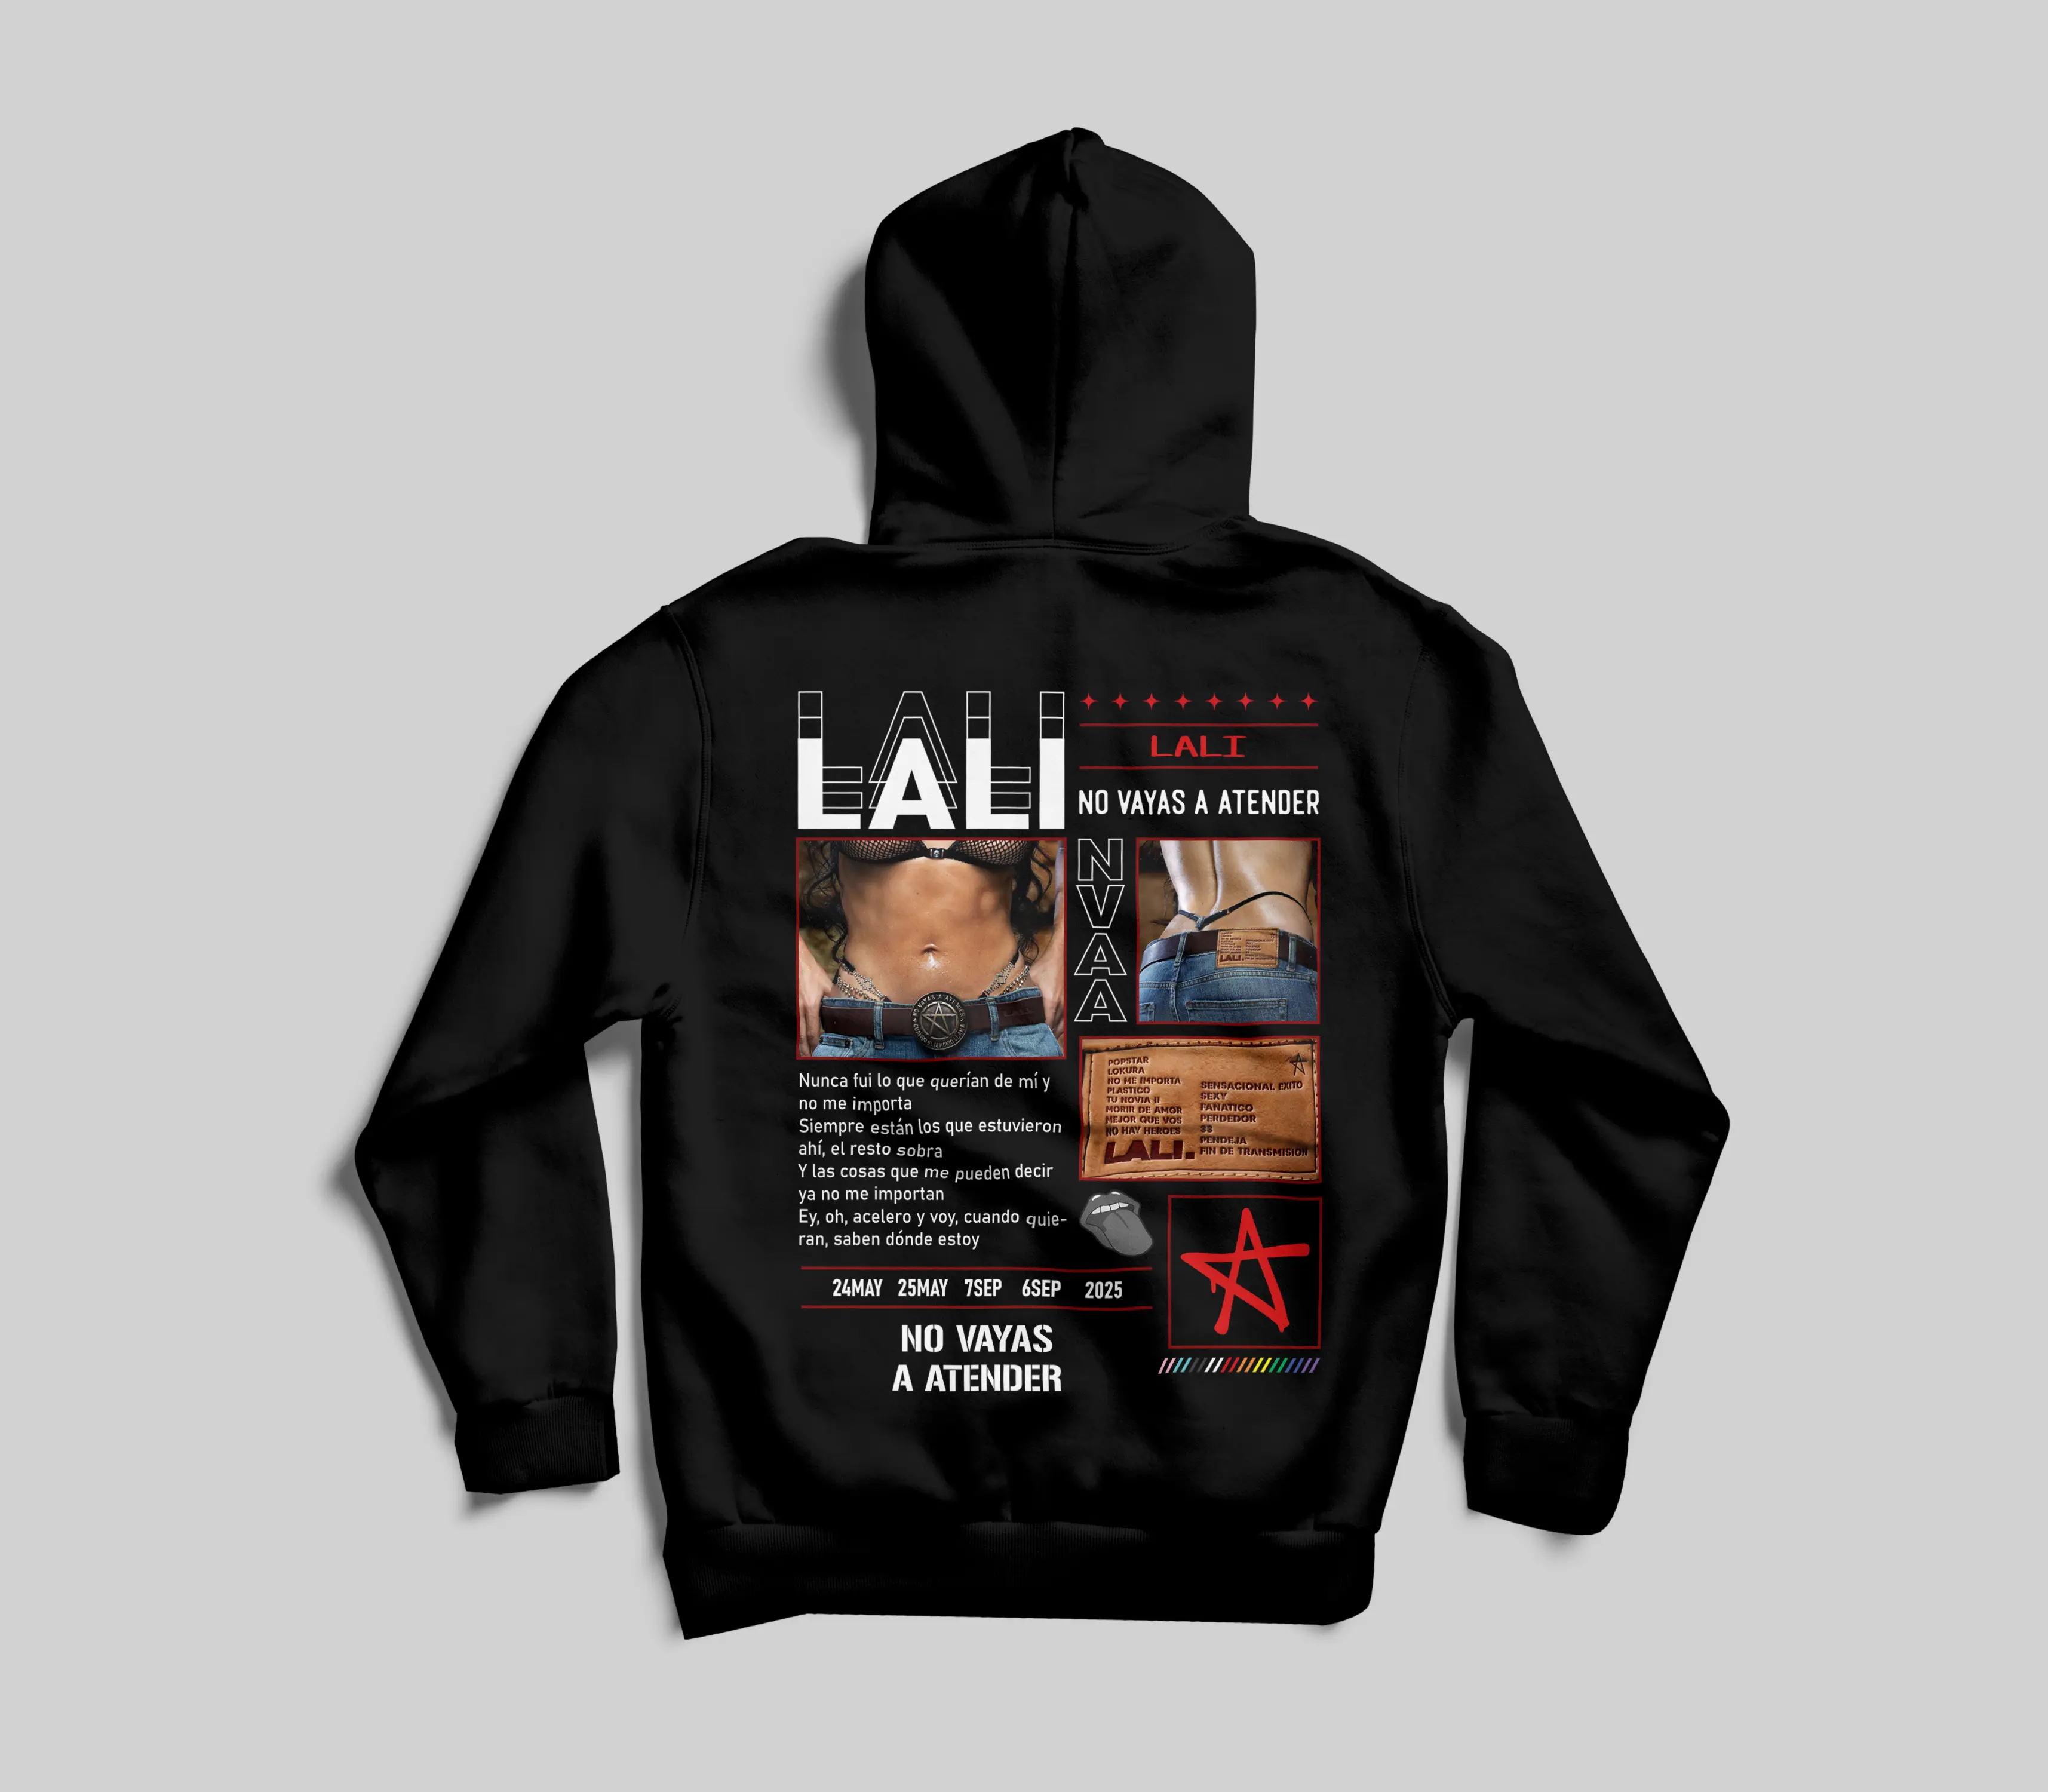 LALI
LALI
NO VAYAS A ATENDER
NVAA
LALI.
NO VAYAS A ATENDER
POPSTAR
LOKURA
NO ME IMPORTA
PLASTICO
TU NOVIA II
MORIR DE AMOR
MEJOR QUE VOS
NO HAY HEROES
LALI.
SENSACIONAL EXITO
SEXY
FANATICO
PERDEDOR
33
PENDEJA
FIN DE TRANSMISION
Nunca fui lo que querían de mí y
no me importa
Siempre están los que estuvieron
ahí, el resto sobra
Y las cosas que me pueden decir
ya no me importan
Ey, oh, acelero y voy, cuando quie-
ran, saben dónde estoy
24MAY 25MAY 7SEP 6SEP 2025
NO VAYAS
A ATENDER